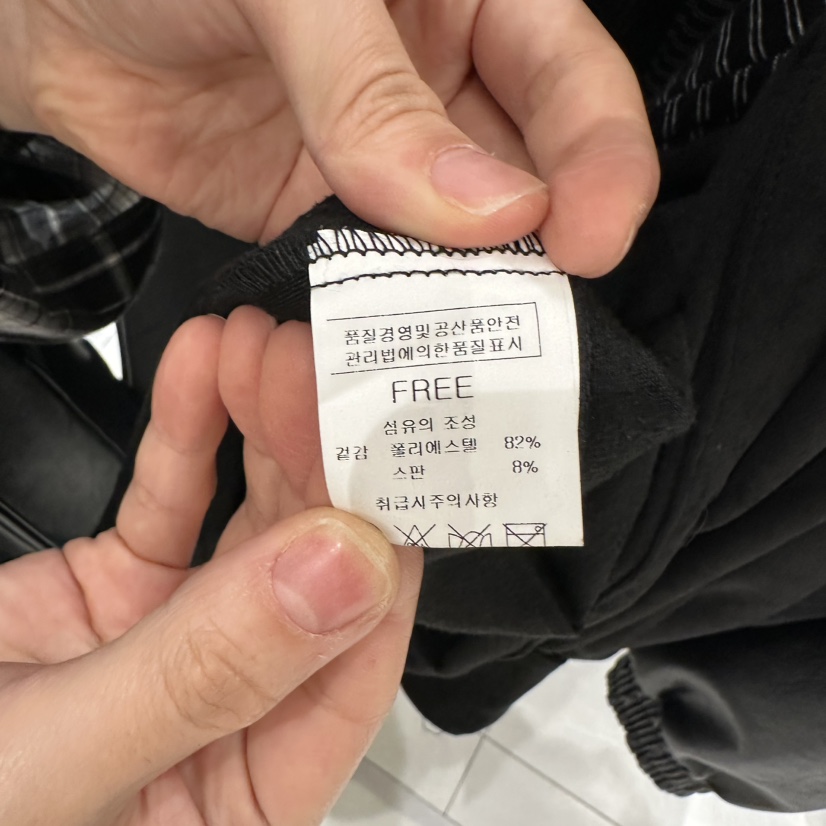 품질경영및공산품안전
관리법에의한품질표시
FREE
섬유의 조성
겉감 폴리에스텔 82%
스판 8%
취급시주의사항